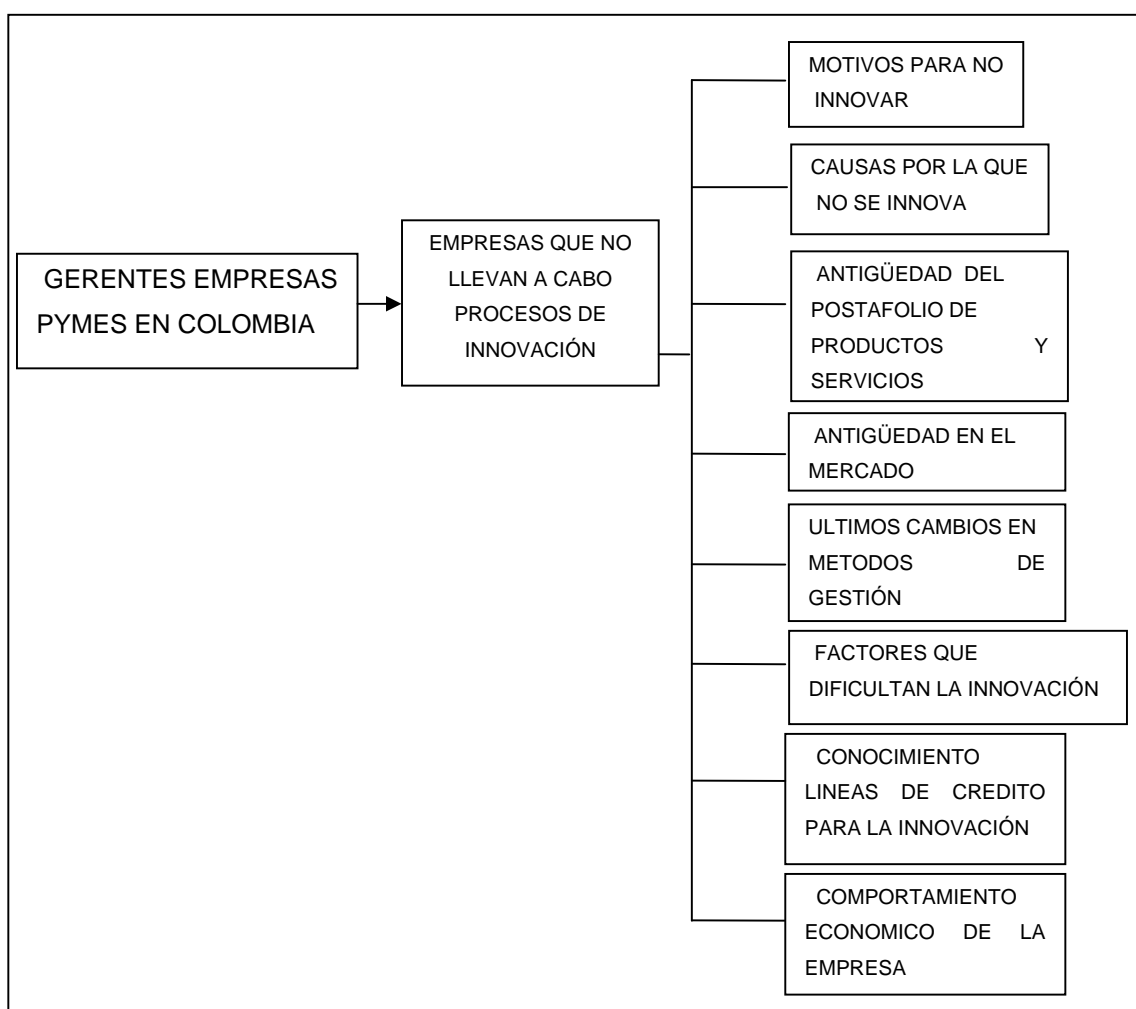 GERENTES EMPRESAS
PYMES EN COLOMBIA
EMPRESAS QUE NO
LLEVAN A CABO
PROCESOS DE
INNOVACIÓN
MOTIVOS PARA NO
INNOVAR
CAUSAS POR LA QUE
NO SE INNOVA
ANTIGÜEDAD DEL
POSTAFOLIO DE
PRODUCTOS Y
SERVICIOS
ANTIGÜEDAD EN EL
MERCADO
ULTIMOS CAMBIOS EN
METODOS DE
GESTIÓN
FACTORES QUE
DIFICULTAN LA INNOVACIÓN
CONOCIMIENTO
LINEAS DE CREDITO
PARA LA INNOVACIÓN
COMPORTAMIENTO
ECONOMICO DE LA
EMPRESA